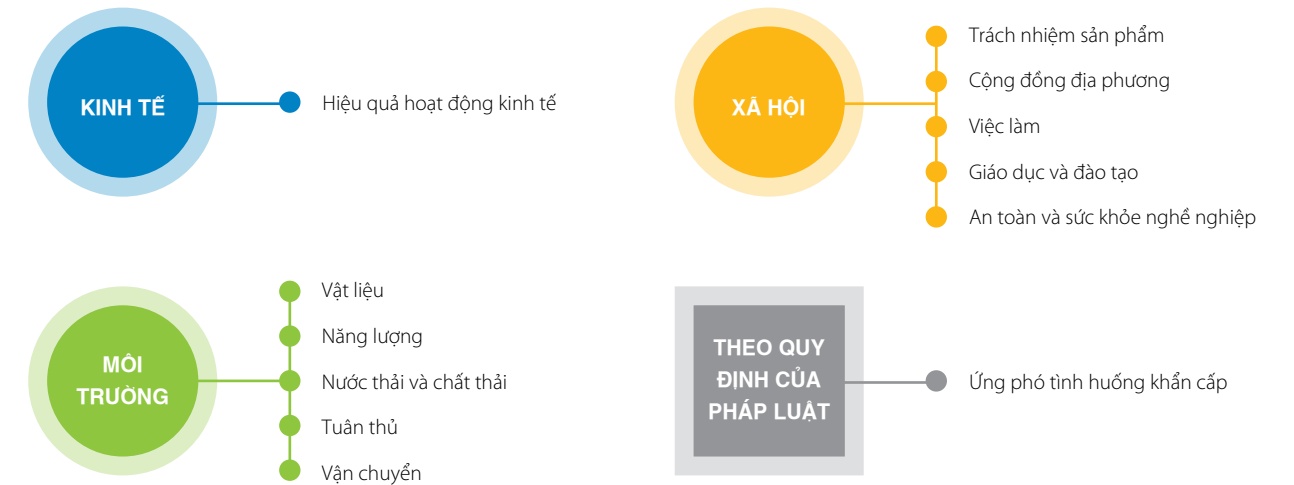 KINH TẾ
Hiệu quả hoạt động kinh tế
XÃ HỘI
Trách nhiệm sản phẩm
Cộng đồng địa phương
Việc làm
Giáo dục và đào tạo
An toàn và sức khỏe nghề nghiệp
MÔI
TRƯỜNG
Vật liệu
Năng lượng
Nước thải và chất thải
Tuân thủ
Vận chuyển
THEO QUY
ĐỊNH CỦA
PHÁP LUẬT
Ứng phó tình huống khẩn cấp